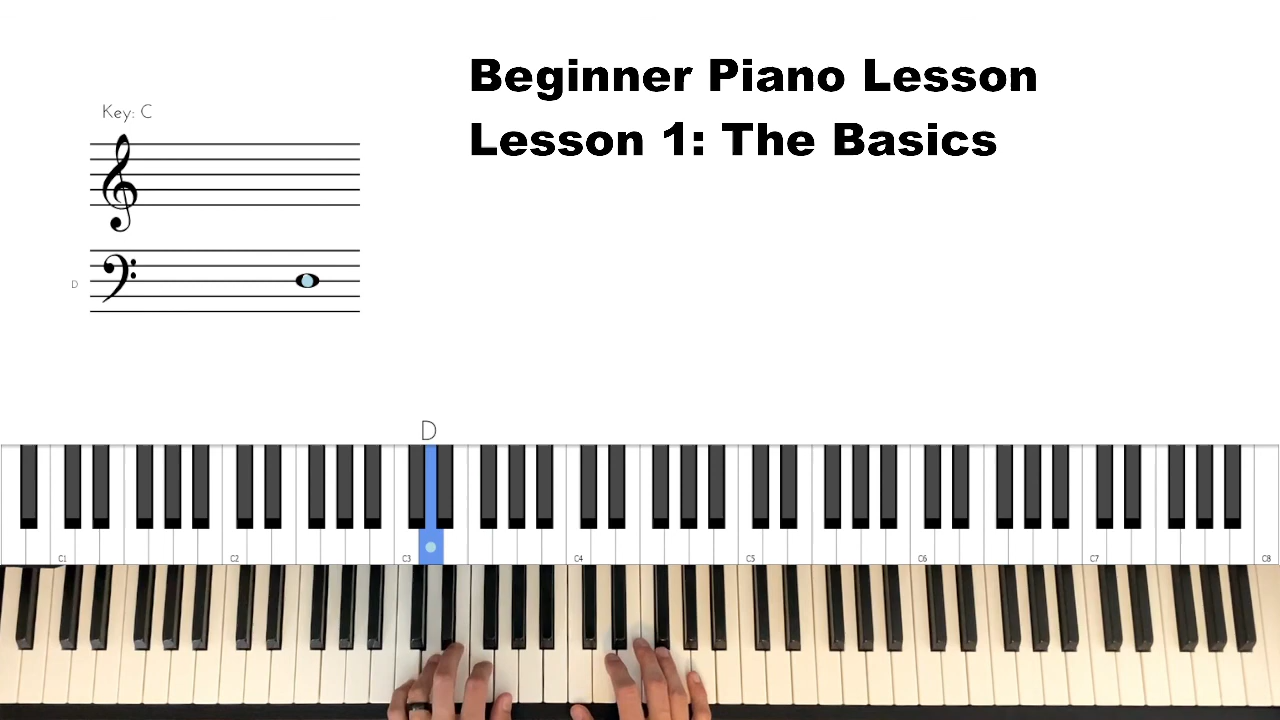 Beginner Piano Lesson
Lesson 1: The Basics
Key: C
D
D
C1 C2 C3 C4 C5 C6 C7 C8